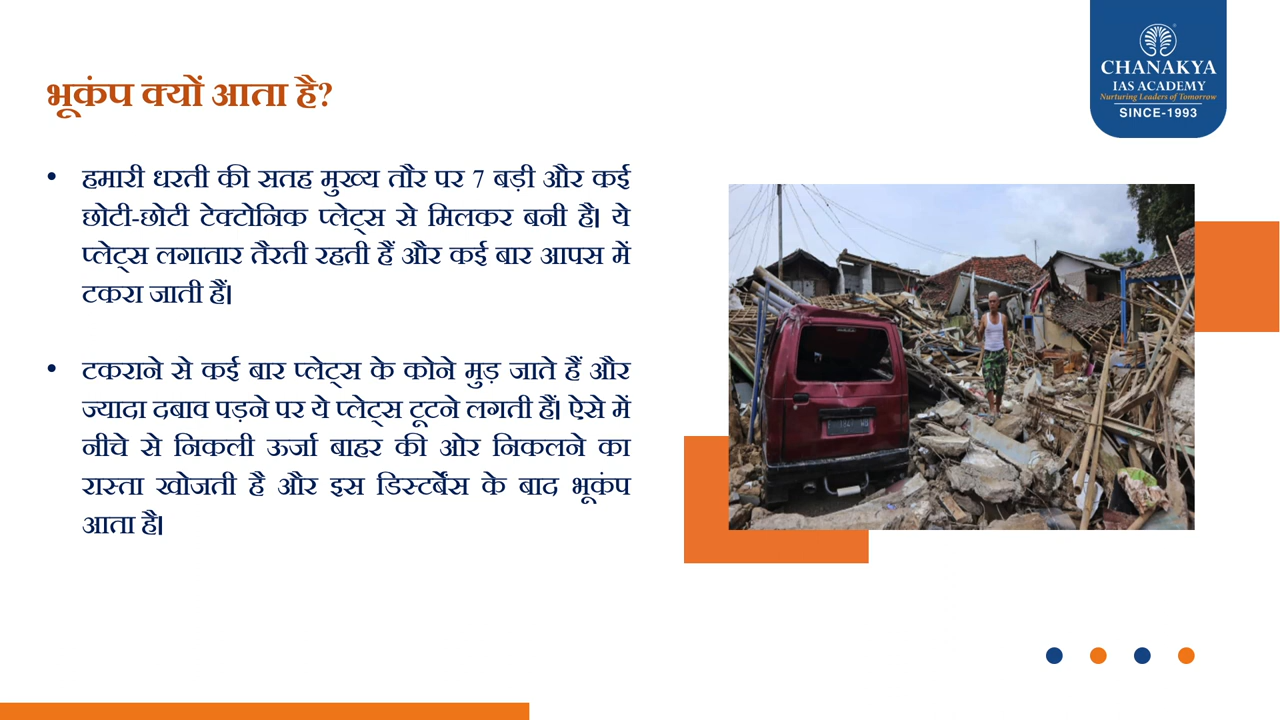 भूकंप क्यों आता है?
CHANAKYA
IAS ACADEMY
Nurturing Leaders of Tomorrow
SINCE-1993
• हमारी धरती की सतह मुख्य तौर पर 7 बड़ी और कई
छोटी-छोटी टेक्टोनिक प्लेट्स से मिलकर बनी है। ये
प्लेट्स लगातार तैरती रहती हैं और कई बार आपस में
टकरा जाती हैं।
• टकराने से कई बार प्लेट्स के कोने मुड़ जाते हैं और
ज्यादा दबाव पड़ने पर ये प्लेट्स टूटने लगती हैं। ऐसे में
नीचे से निकली ऊर्जा बाहर की ओर निकलने का
रास्ता खोजती है और इस डिस्टर्बेंस के बाद भूकंप
आता है।